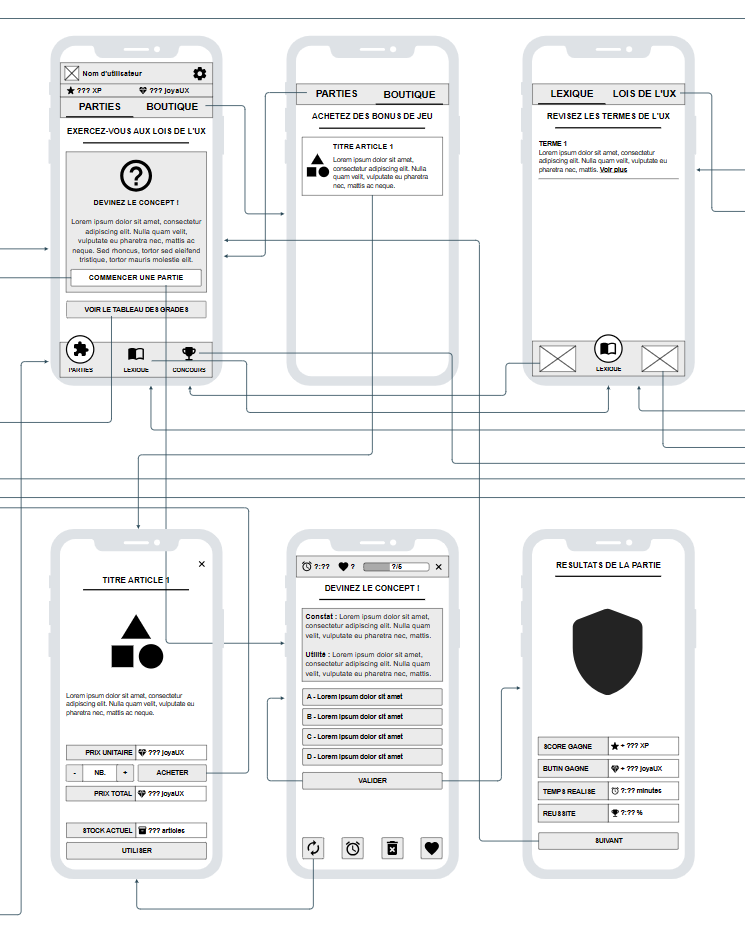 Nom d'utilisateur
??? XP ??? joyaUX
PARTIES BOUTIQUE
EXERCEZ-VOUS AUX LOIS DE L'UX
DEVINEZ LE CONCEPT !
Lorem ipsum dolor sit amet, consectetur
adipiscing elit. Nulla quam velit,
vulputate eu pharetra nec, mattis ac
neque. Sed rhoncus, tortor sed eleifend
tristique, tortor mauris molestie elit.
COMMENCER UNE PARTIE
VOIR LE TABLEAU DES GRADES
PARTIES LEXIQUE CONCOURS
PARTIES BOUTIQUE
ACHETEZ DES BONUS DE JEU
TITRE ARTICLE 1
Lorem ipsum dolor sit amet,
consectetur adipiscing elit. Nulla
quam velit, vulputate eu pharetra
nec, mattis ac neque.
LEXIQUE LOIS DE L'UX
REVISEZ LES TERMES DE L'UX
TERME 1
Lorem ipsum dolor sit amet, consectetur
adipiscing elit. Nulla quam velit, vulputate eu
pharetra nec, mattis. Voir plus
LEXIQUE
TITRE ARTICLE 1
Lorem ipsum dolor sit amet, consectetur
adipiscing elit. Nulla quam velit, vulputate eu
pharetra nec, mattis ac neque.
PRIX UNITAIRE ??? joyaUX
- NB. + ACHETER
PRIX TOTAL ??? joyaUX
STOCK ACTUEL ??? articles
UTILISER
?:?? ? ?/5
DEVINEZ LE CONCEPT !
Constat : Lorem ipsum dolor sit amet,
consectetur adipiscing elit. Nulla quam
velit, vulputate eu pharetra nec, mattis.
Utilité : Lorem ipsum dolor sit amet,
consectetur adipiscing elit. Nulla quam
velit, vulputate eu pharetra nec, mattis.
A - Lorem ipsum dolor sit amet
B - Lorem ipsum dolor sit amet
C - Lorem ipsum dolor sit amet
D - Lorem ipsum dolor sit amet
VALIDER
RESULTATS DE LA PARTIE
SCORE GAGNE + ??? XP
BUTIN GAGNE + ??? joyaUX
TEMPS REALISE ?:?? minutes
REUSSITE ?:?? %
SUIVANT